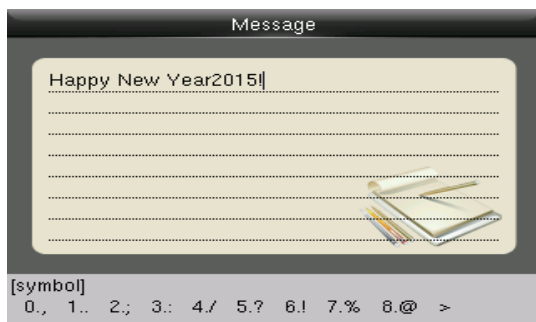 Message
Happy New Year2015!
[symbol]
0., 1.. 2.; 3.: 4./ 5.? 6.! 7.% 8.@ >